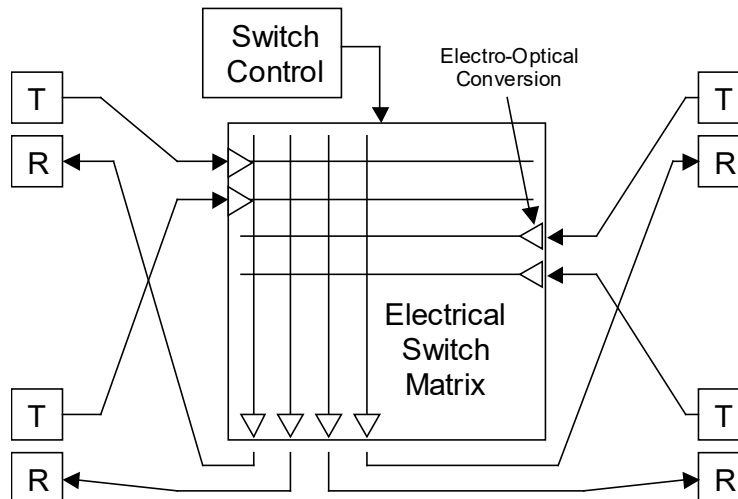 Switch
Control
Electro-Optical
Conversion
T
T
R
R
Electrical
Switch
Matrix
T
T
R
R